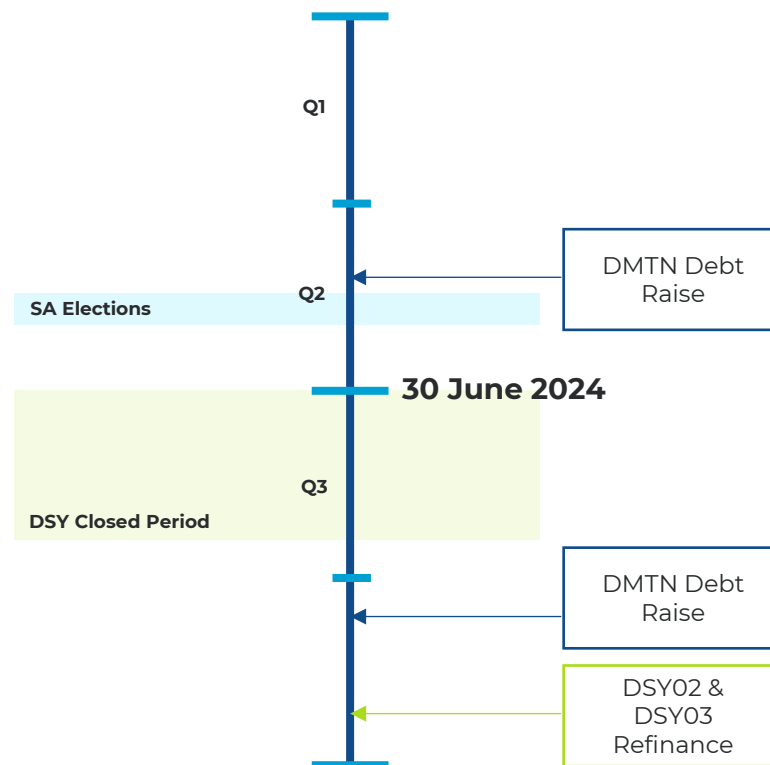 Q1
DMTN Debt
Raise
Q2
SA Elections
30 June 2024
Q3
DSY Closed Period
DMTN Debt
Raise
DSY02 &
DSY03
Refinance